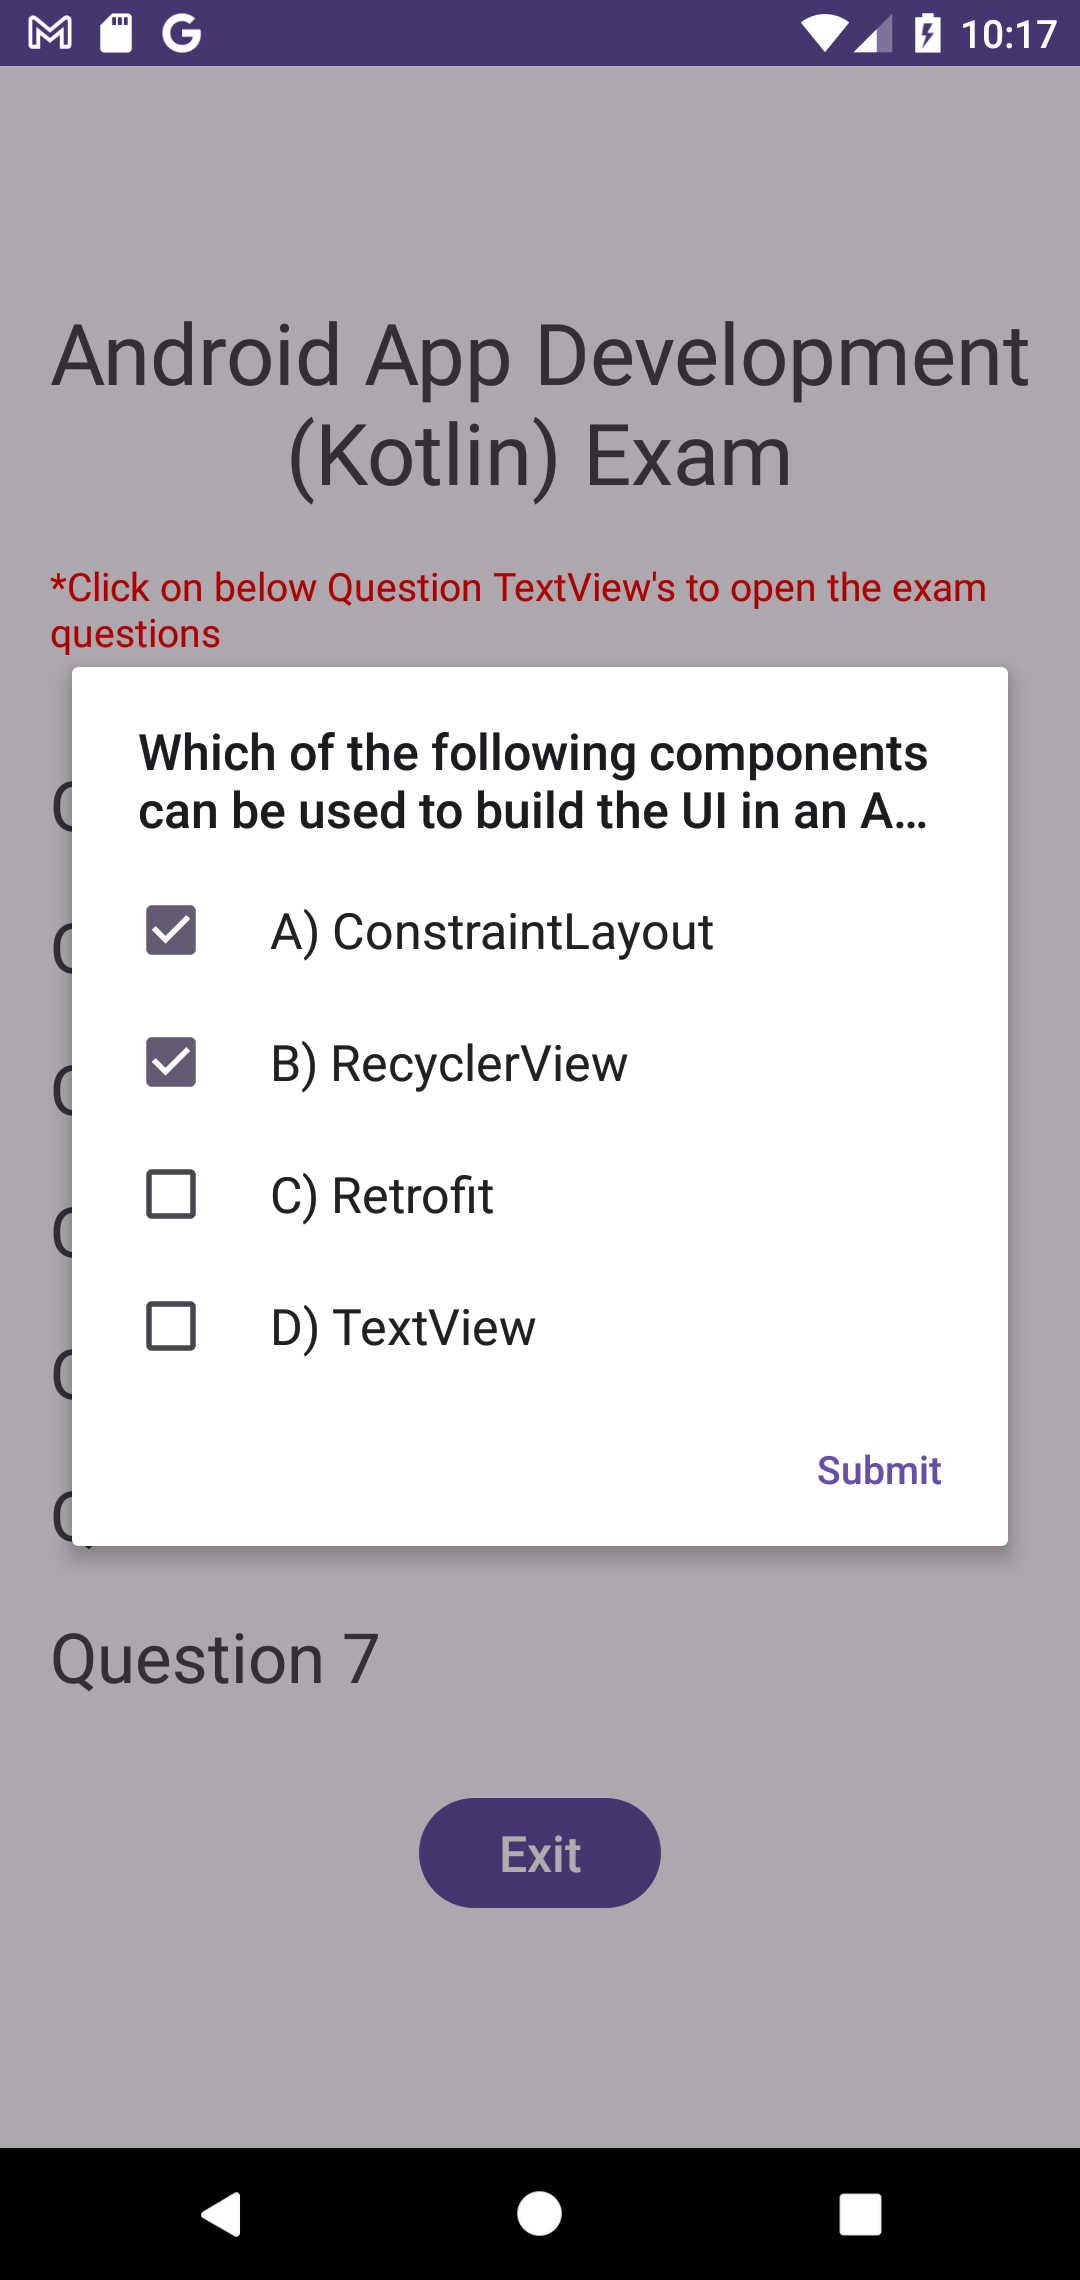 10:17
Android App Development
(Kotlin) Exam
*Click on below Question TextView's to open the exam
questions
Which of the following components
can be used to build the UI in an A…
A) ConstraintLayout
B) RecyclerView
C) Retrofit
D) TextView
Submit
Question 7
Exit